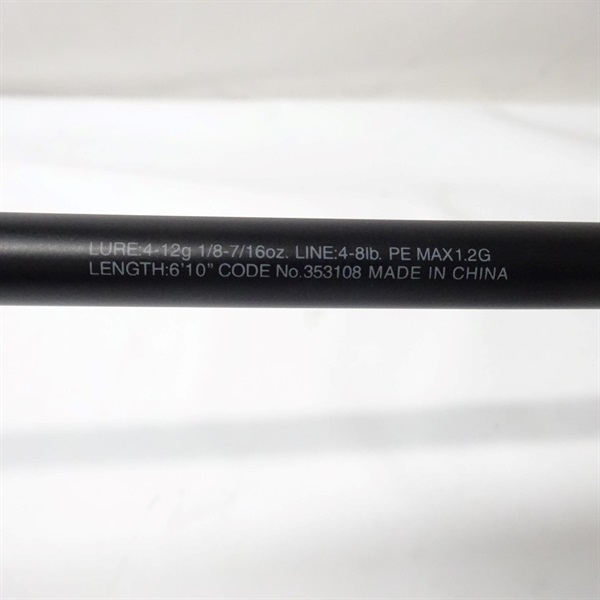 LURE:4-12g 1/8-7/16oz. LINE:4-8lb. PE MAX1.2G
LENGTH:6'10" CODE No.353108 MADE IN CHINA